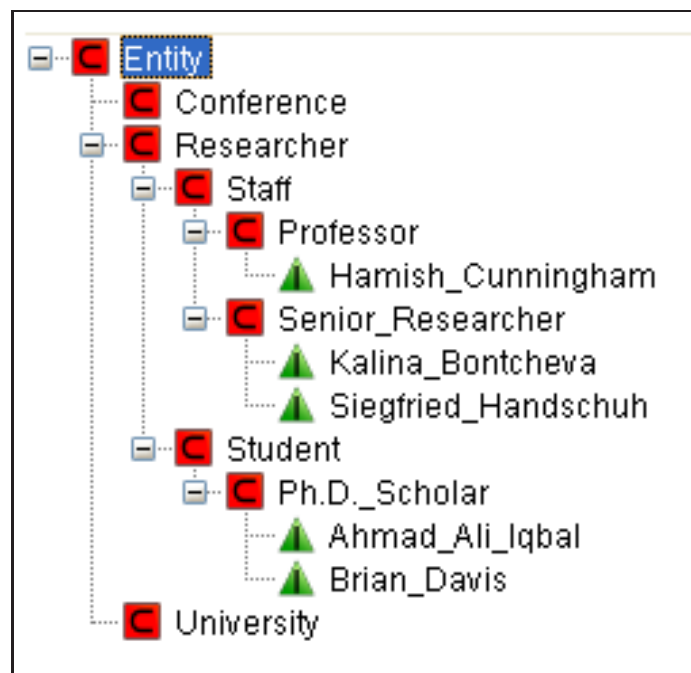 Entity
Conference
Researcher
Staff
Professor
Hamish_Cunningham
Senior_Researcher
Kalina_Bontcheva
Siegfried_Handschuh
Student
Ph.D._Scholar
Ahmad_Ali_Iqbal
Brian_Davis
University